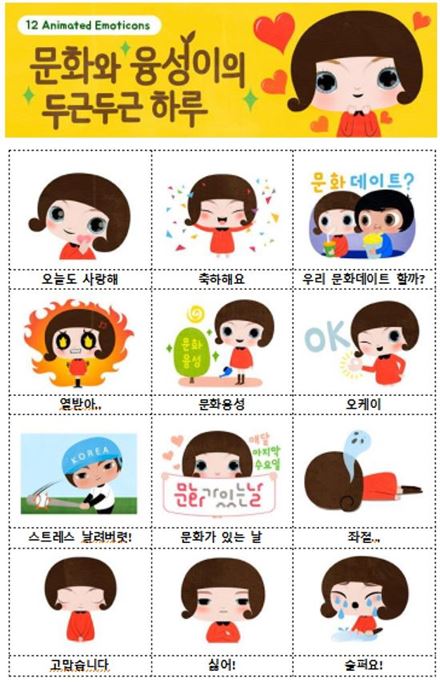 12 Animated Emoticons
문화와 융성이의
두근두근 하루
문화 데이트?
오늘도 사랑해
축하해요
우리 문화데이트 할까?
문화
융성
OK
열받아..
문화융성
오케이
KOREA
매달
마지막
수요일
문화가 있는 날
스트레스 날려버렷!
문화가 있는 날
좌절..
고맙습니다
싫어!
슬퍼요!